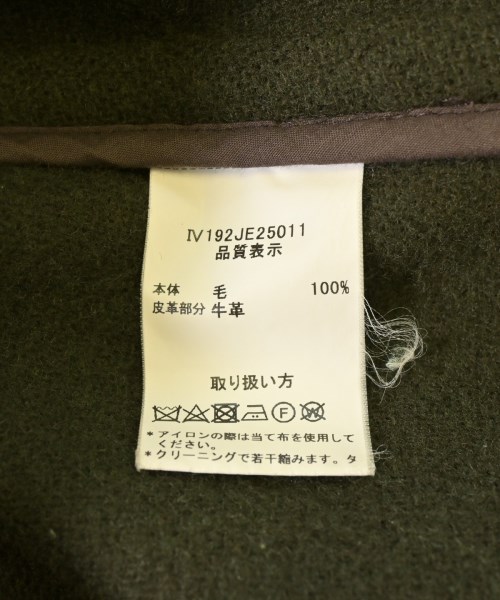 Ⅳ192JE25011
品質表示
本体 毛 100%
皮革部分 牛革
取り扱い方
F W
*アイロンの際は当て布を使用して
ください。
*クリーニングで若干縮みます。タ